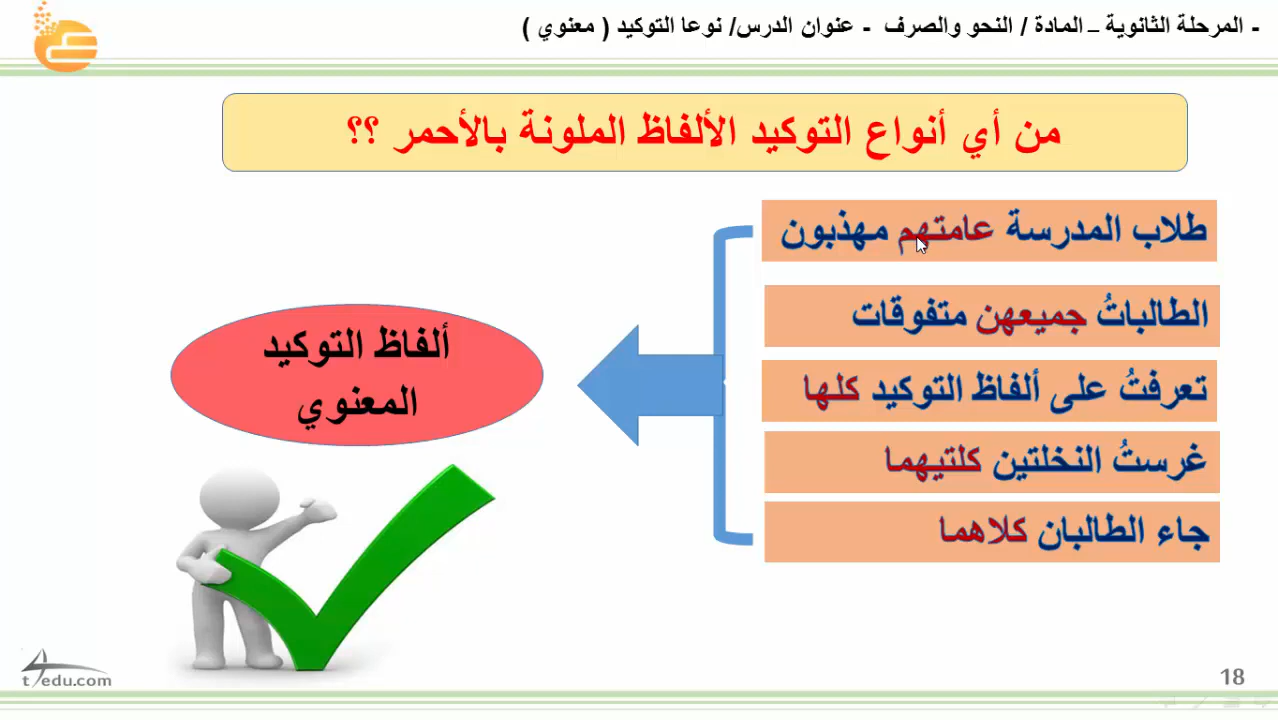 - المرحلة الثانوية – المادة / النحو والصرف - عنوان الدرس/ نوعا التوكيد ( معنوي )
من أي أنواع التوكيد الألفاظ الملونة بالأحمر ؟؟
طلاب المدرسة عامتهم مهذبون
الطالباتُ جميعهن متفوقات
تعرفتُ على ألفاظ التوكيد كلها
غرستُ النخلتين كلتيهما
جاء الطالبان كلاهما
ألفاظ التوكيد
المعنوي
t4edu.com
18